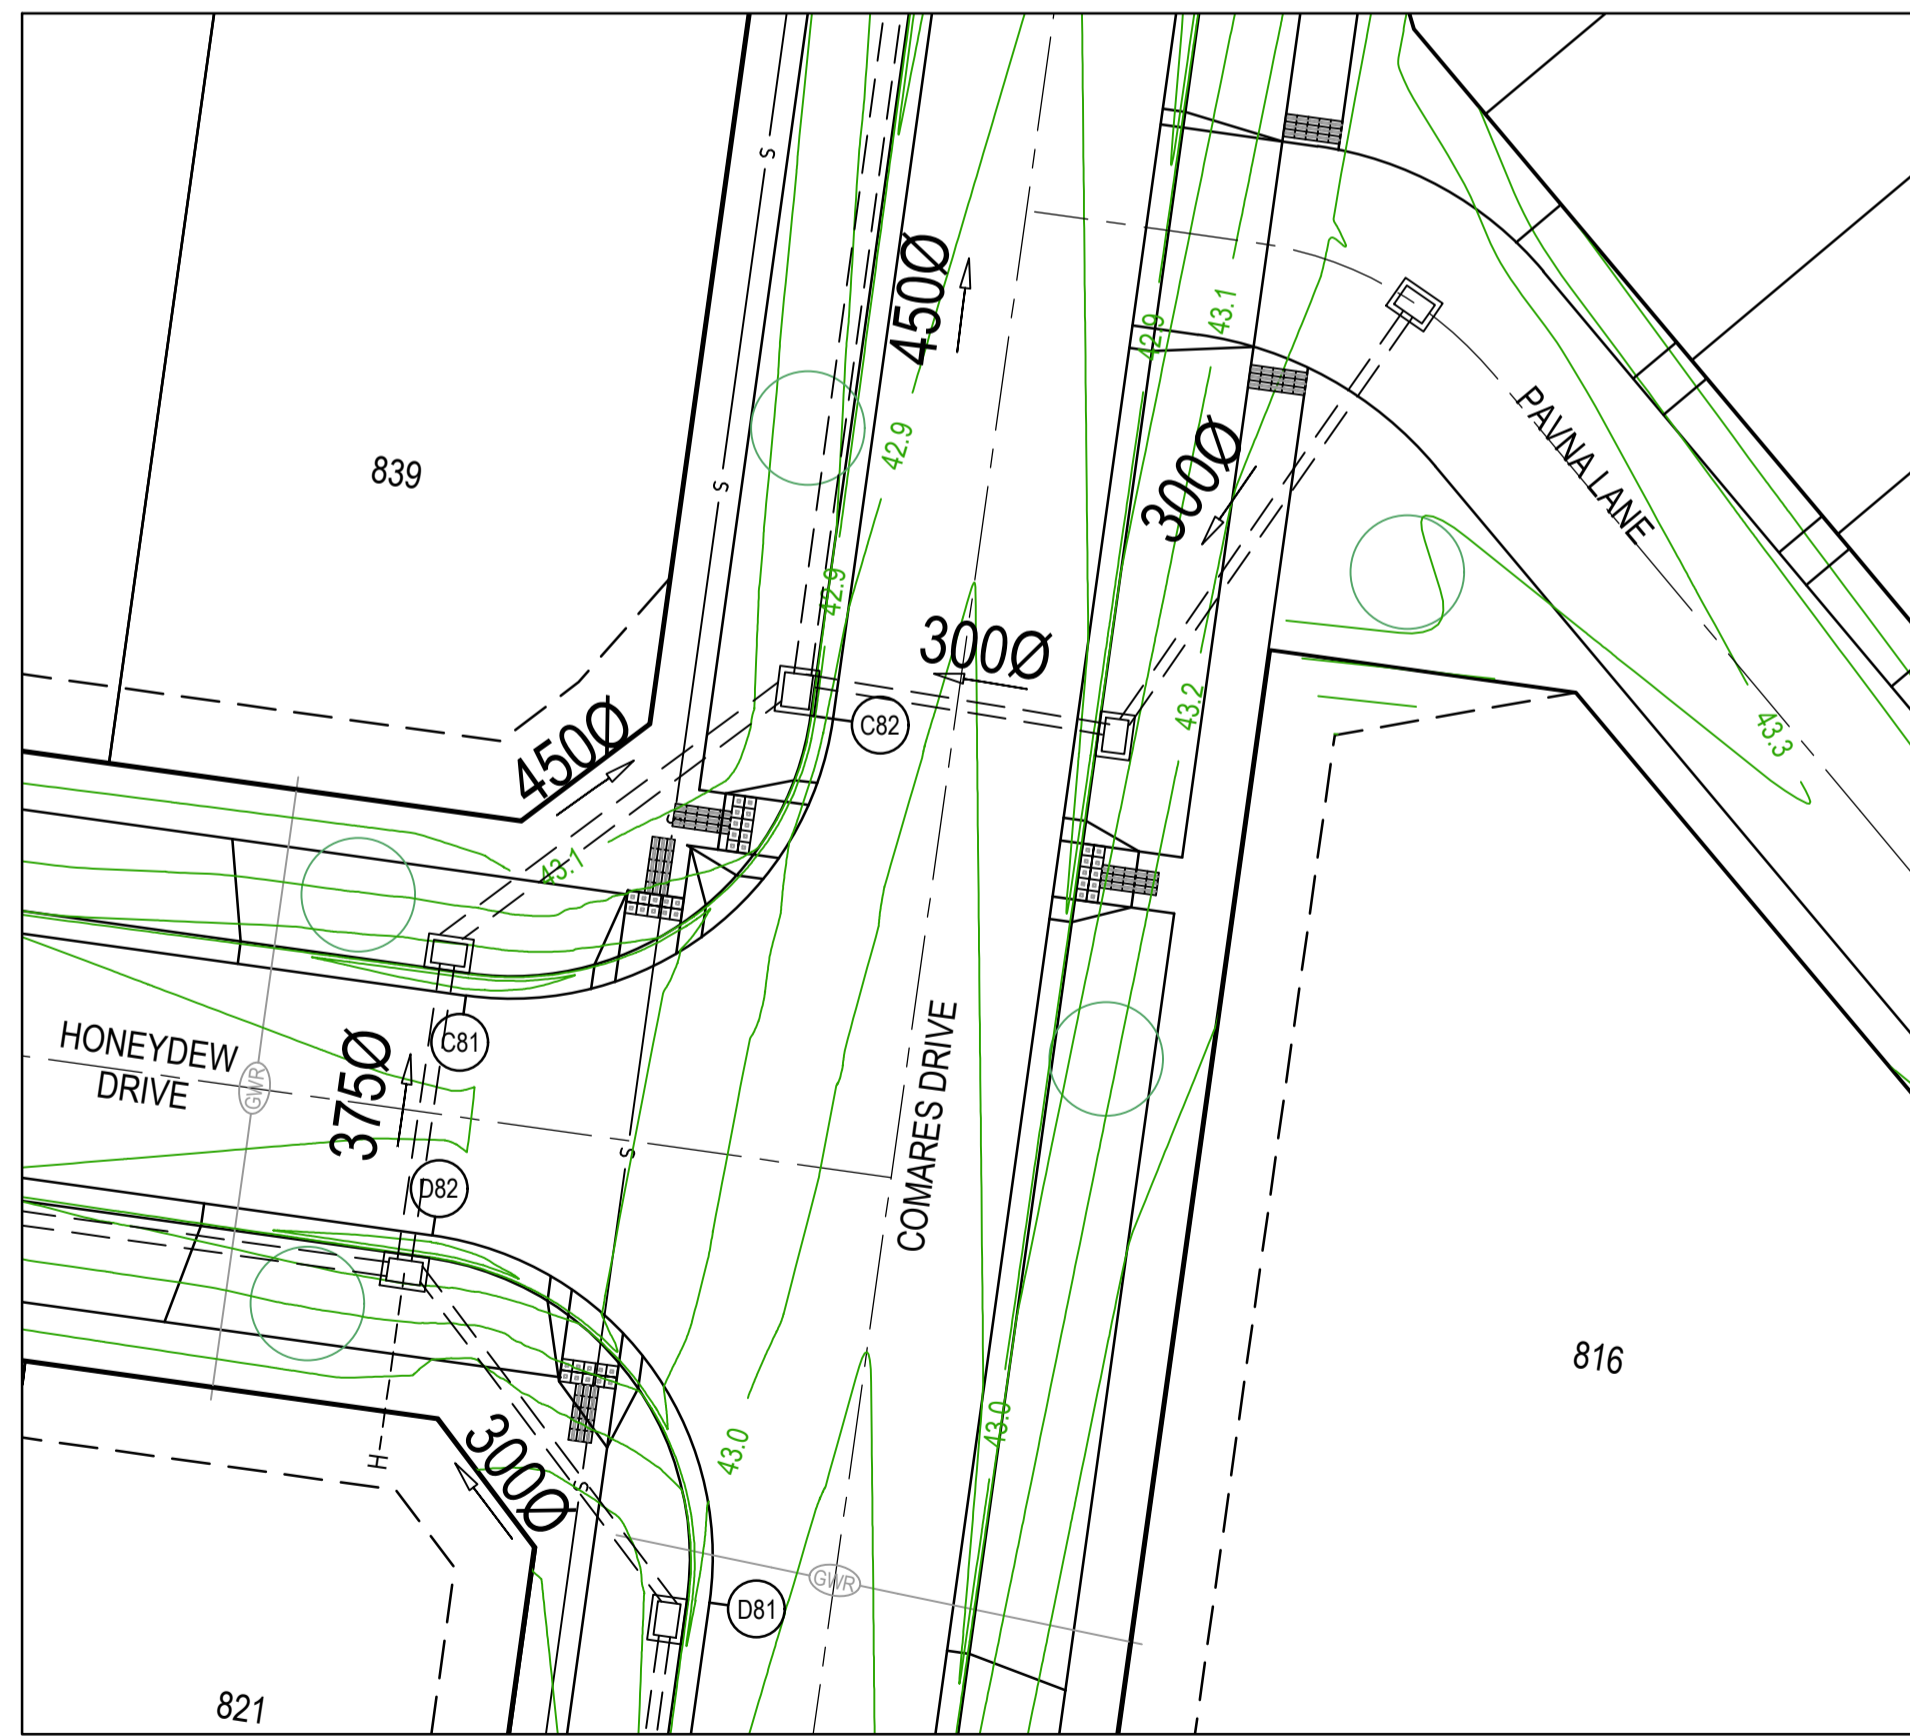 S
450Ø
43.1
42.9
839
S
42.9
300Ø
PAVNA LANE
42.9
300Ø
43.2
C82
450Ø
43.3
43.1
HONEYDEW
DRIVE
GWR
375Ø
C81
D82
S
COMARES DRIVE
816
H
300Ø
S
43.0
43.0
GWR
D81
821